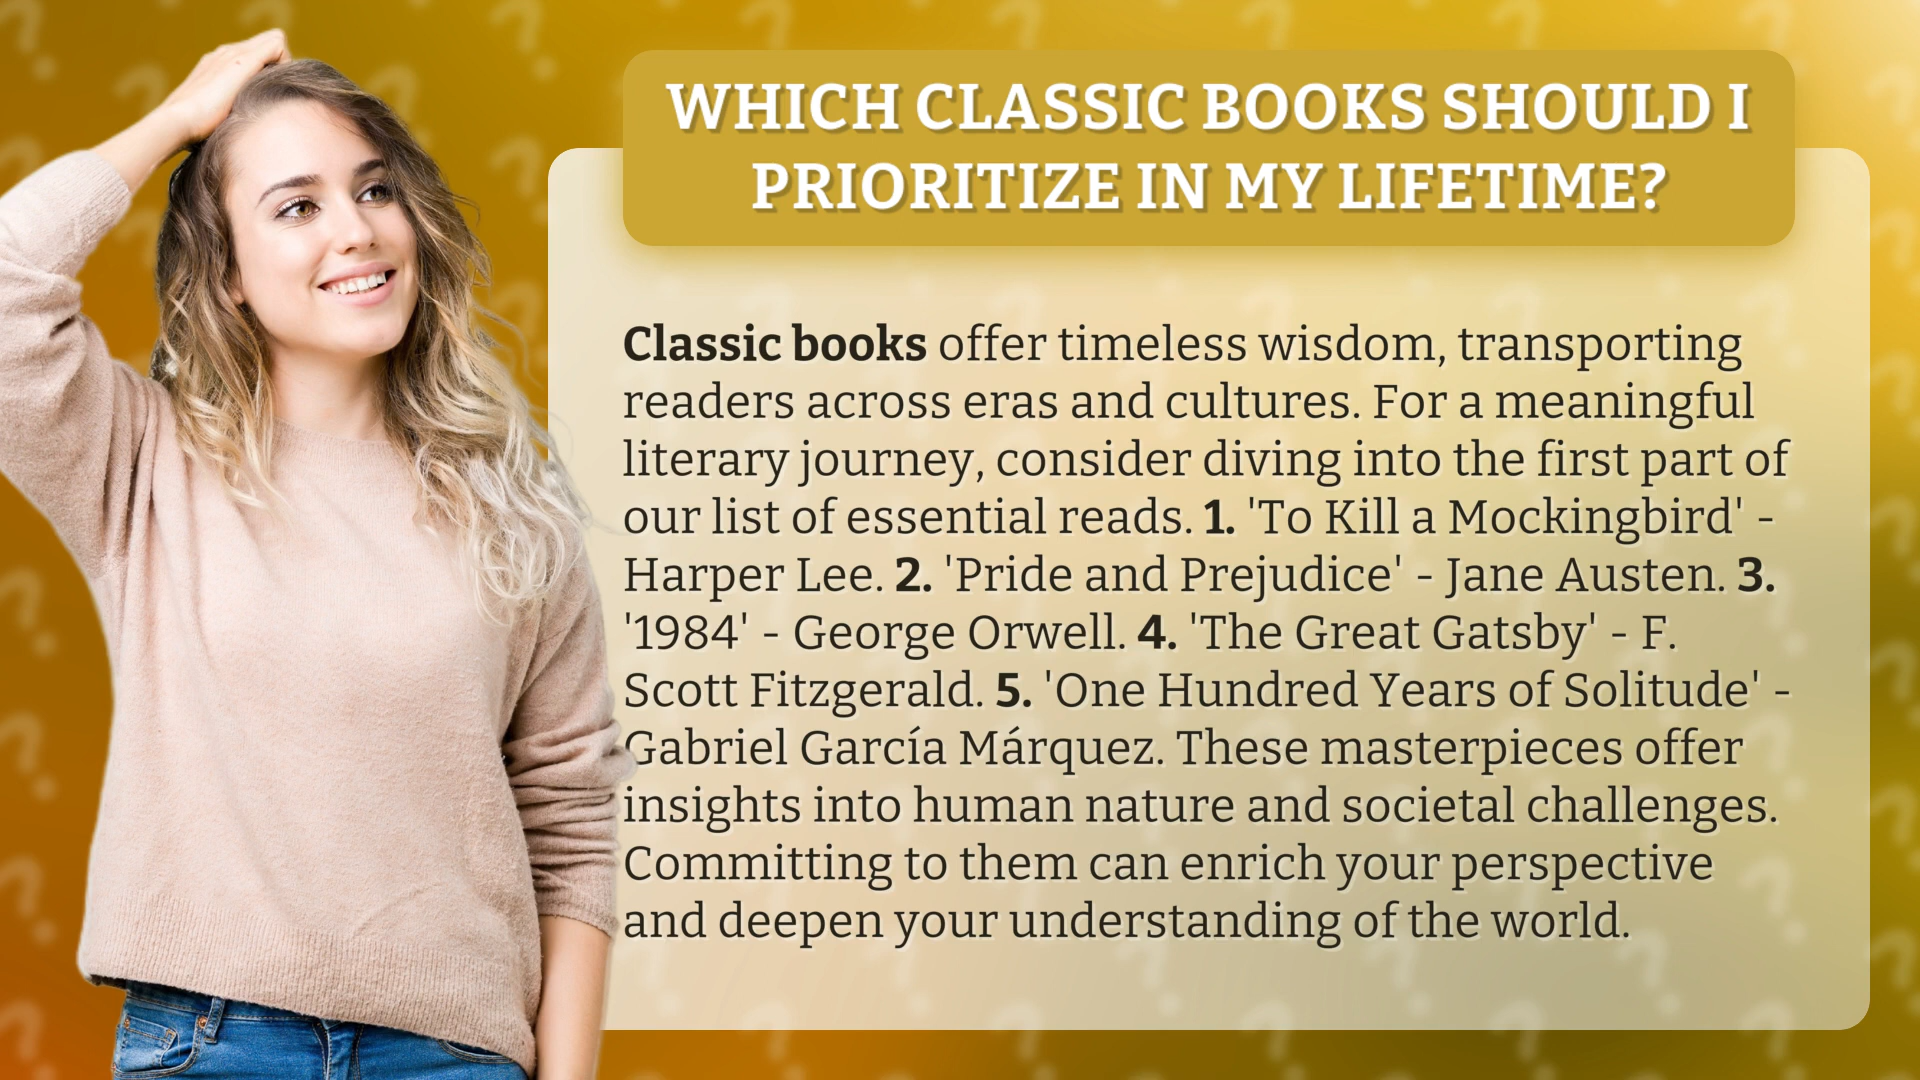 WHICH CLASSIC BOOKS SHOULD I
PRIORITIZE IN MY LIFETIME?
Classic books offer timeless wisdom, transporting
readers across eras and cultures. For a meaningful
literary journey, consider diving into the first part of
our list of essential reads. 1. 'To Kill a Mockingbird' -
Harper Lee. 2. 'Pride and Prejudice' - Jane Austen. 3.
'1984' - George Orwell. 4. 'The Great Gatsby' - F.
Scott Fitzgerald. 5. 'One Hundred Years of Solitude' -
Gabriel García Márquez. These masterpieces offer
insights into human nature and societal challenges.
Committing to them can enrich your perspective
and deepen your understanding of the world.